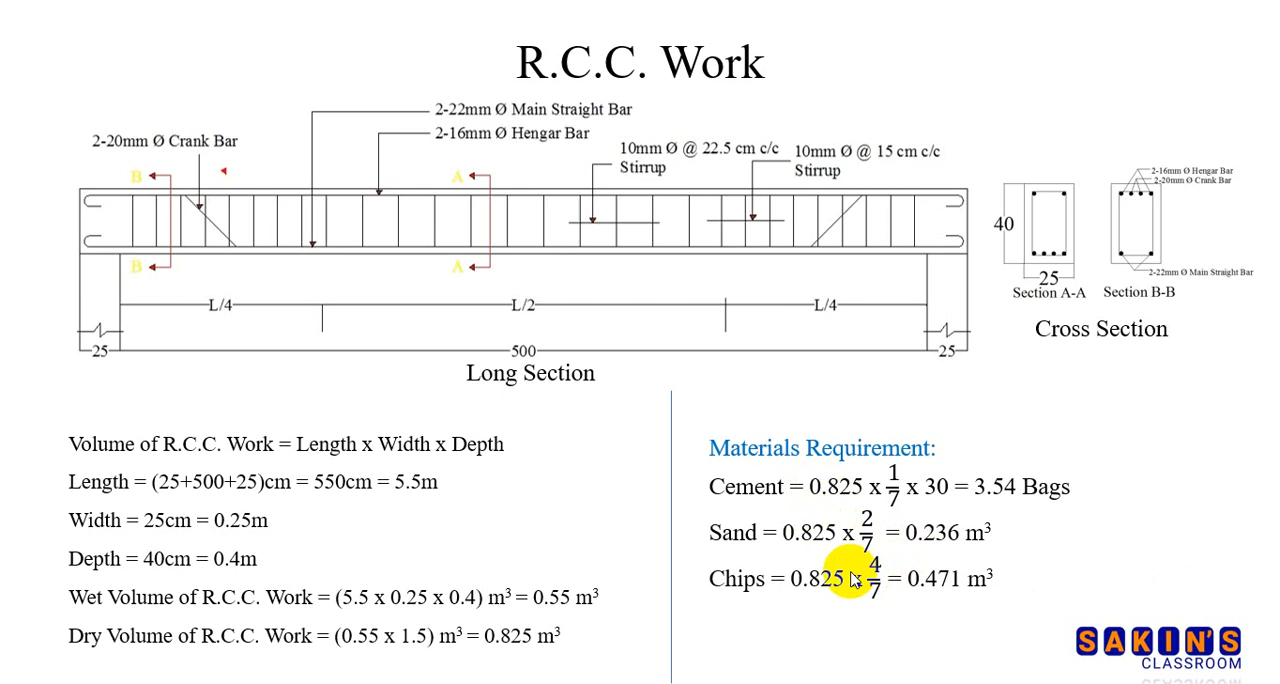 R.C.C. Work
2-22mm Ø Main Straight Bar
2-16mm Ø Hengar Bar
2-20mm Ø Crank Bar
10mm Ø @ 22.5 cm c/c
Stirrup
10mm Ø @ 15 cm c/c
Stirrup
B
A
B
A
L/4
L/2
L/4
25
500
25
Long Section
2-16mm Ø Hengar Bar
2-20mm Ø Crank Bar
40
25
2-22mm Ø Main Straight Bar
Section A-A
Section B-B
Cross Section
Volume of R.C.C. Work = Length x Width x Depth
Length = (25+500+25)cm = 550cm = 5.5m
Width = 25cm = 0.25m
Depth = 40cm = 0.4m
Wet Volume of R.C.C. Work = (5.5 x 0.25 x 0.4) m³ = 0.55 m³
Dry Volume of R.C.C. Work = (0.55 x 1.5) m³ = 0.825 m³
Materials Requirement:
Cement = 0.825 x 1/7 x 30 = 3.54 Bags
Sand = 0.825 x 2/7 = 0.236 m³
Chips = 0.825 x 4/7 = 0.471 m³
SAKIN'S
CLASSROOM